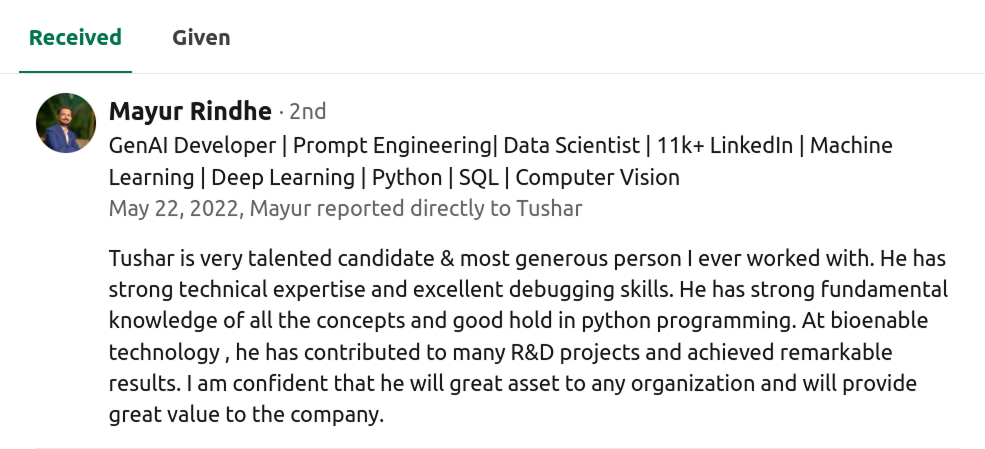 Received Given
Mayur Rindhe · 2nd
GenAI Developer | Prompt Engineering| Data Scientist | 11k+ LinkedIn | Machine
Learning | Deep Learning | Python | SQL | Computer Vision
May 22, 2022, Mayur reported directly to Tushar
Tushar is very talented candidate & most generous person I ever worked with. He has
strong technical expertise and excellent debugging skills. He has strong fundamental
knowledge of all the concepts and good hold in python programming. At bioenable
technology , he has contributed to many R&D projects and achieved remarkable
results. I am confident that he will great asset to any organization and will provide
great value to the company.